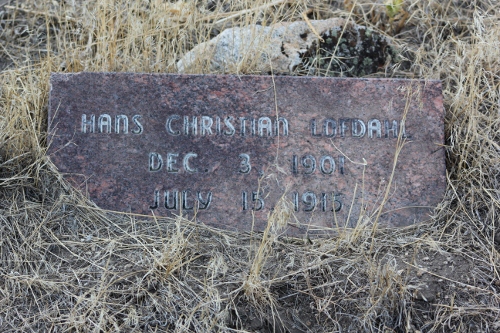 HANS CHRISTIAN LOFDAHL
DEC. 3, 1901
JULY 15, 1915